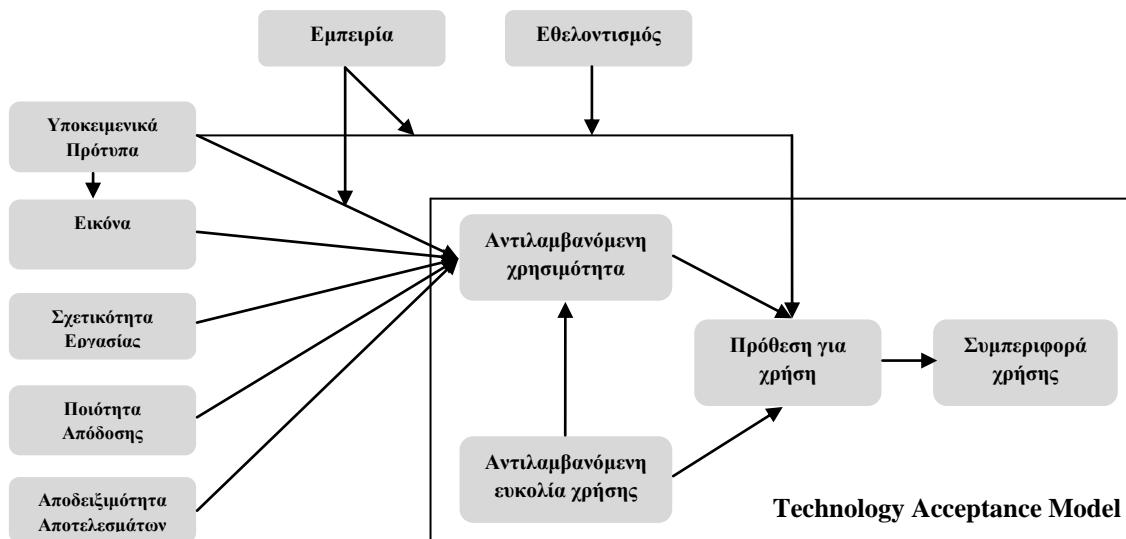 Εμπειρία
Εθελοντισμός
Υποκειμενικά
Πρότυπα
Εικόνα
Αντιλαμβανόμενη
χρησιμότητα
Σχετικότητα
Εργασίας
Πρόθεση για
χρήση
Συμπεριφορά
χρήσης
Ποιότητα
Απόδοσης
Αντιλαμβανόμενη
ευκολία χρήσης
Αποδειξιμότητα
Αποτελεσμάτων
Technology Acceptance Model